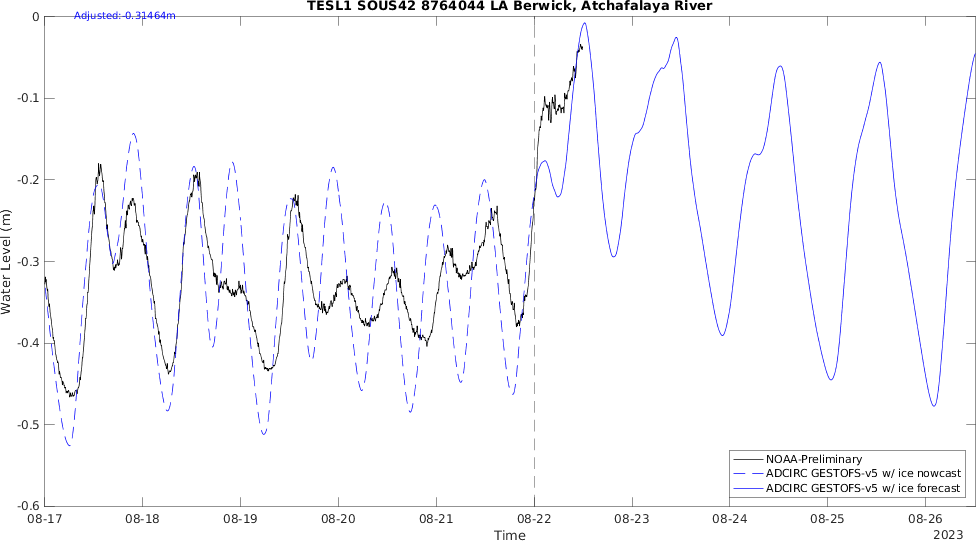 TESL1 SOUS42 8764044 LA Berwick, Atchafalaya River
Adjusted:-0.31464m
0
-0.1
-0.2
-0.3
-0.4
-0.5
-0.6
Water Level (m)
NOAA-Preliminary
ADCIRC GESTOFS-v5 w/ ice nowcast
ADCIRC GESTOFS-v5 w/ ice forecast
08-17 08-18 08-19 08-20 08-21 08-22 08-23 08-24 08-25 08-26
Time
2023